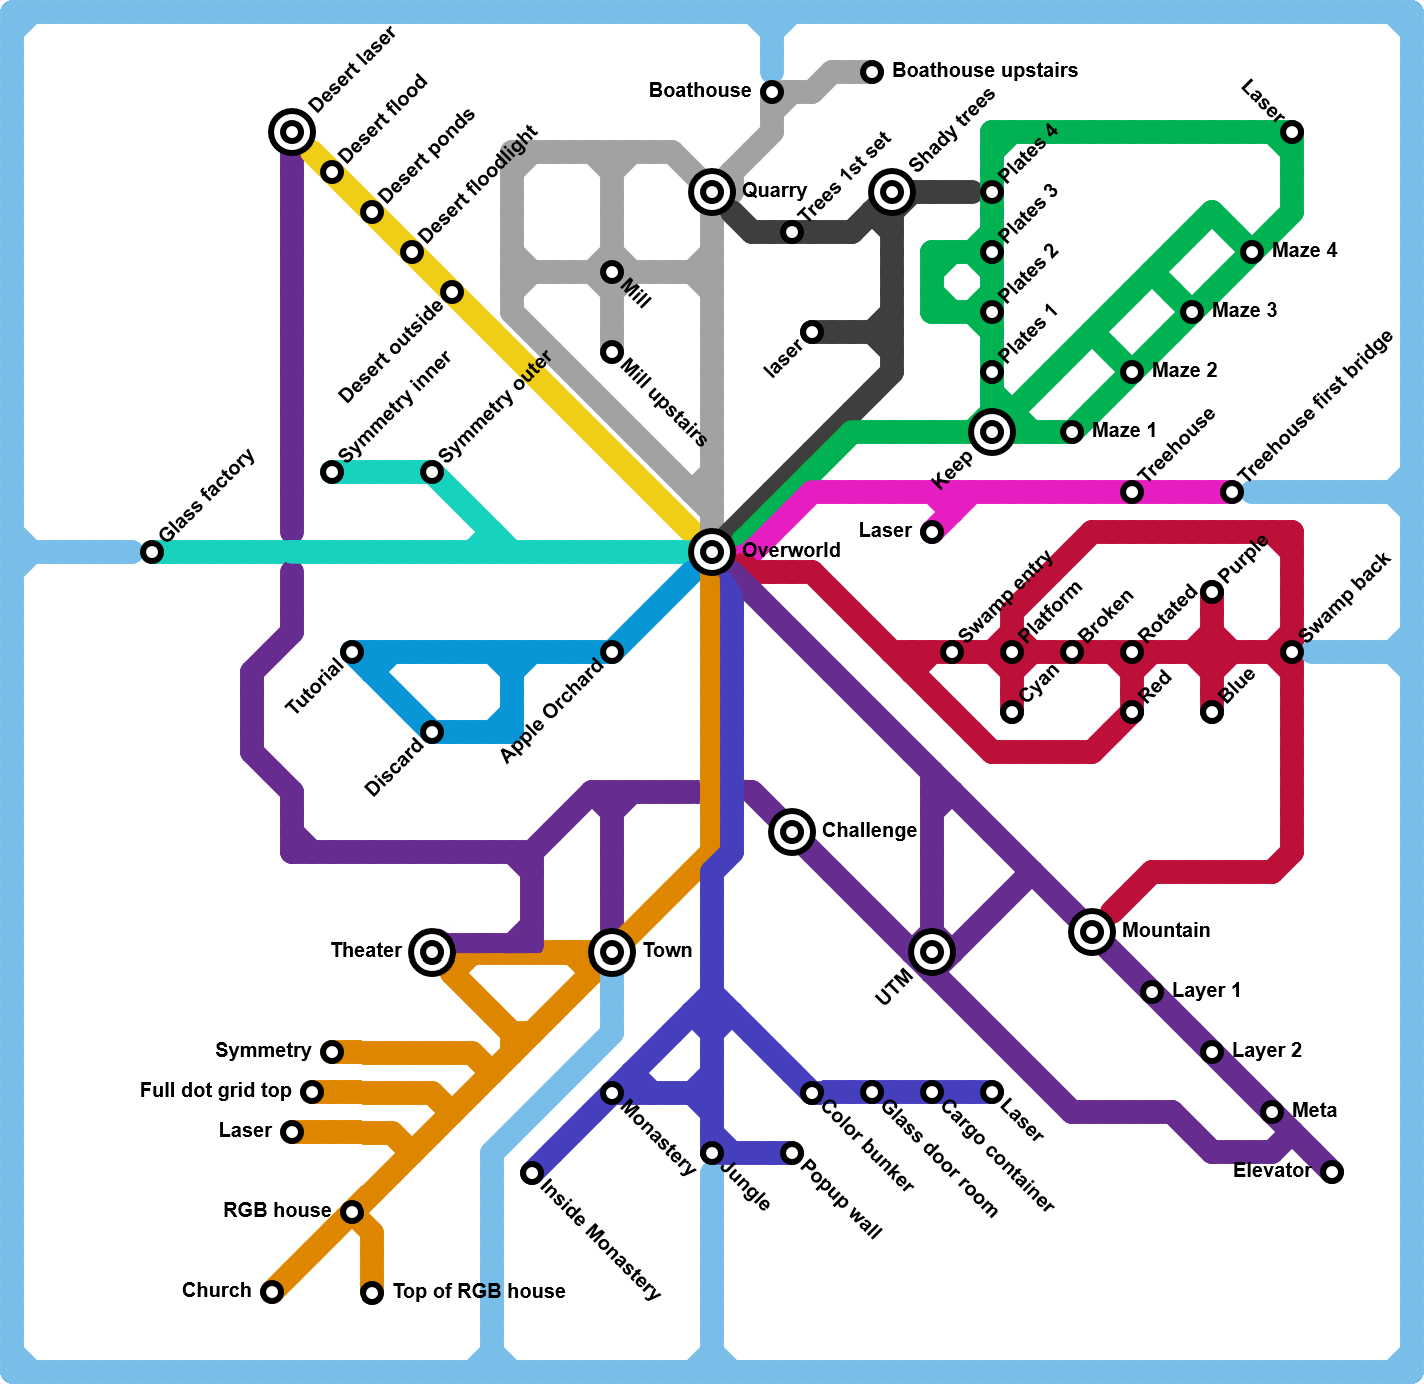 Desert laser
Desert flood
Desert ponds
Desert floodlight
Desert outside
Boathouse
Boathouse upstairs
Quarry
Trees 1st set
Shady trees
Plates 4
Plates 3
Plates 2
Plates 1
Laser
Maze 4
Maze 3
Maze 2
Maze 1
Keep
Mill
Mill upstairs
laser
Symmetry inner
Symmetry outer
Glass factory
Treehouse
Treehouse first bridge
Laser
Overworld
Swamp entry
Platform
Broken
Rotated
Purple
Swamp back
Cyan
Red
Blue
Tutorial
Discard
Apple Orchard
Challenge
Theater
Town
UTM
Mountain
Layer 1
Layer 2
Meta
Elevator
Symmetry
Full dot grid top
Laser
RGB house
Church
Top of RGB house
Monastery
Inside Monastery
Jungle
Popup wall
Color bunker
Glass door room
Cargo container
Laser